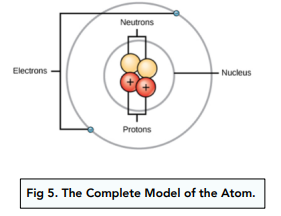 Neutrons
Electrons
Nucleus
+ +
Protons
Fig 5. The Complete Model of the Atom.